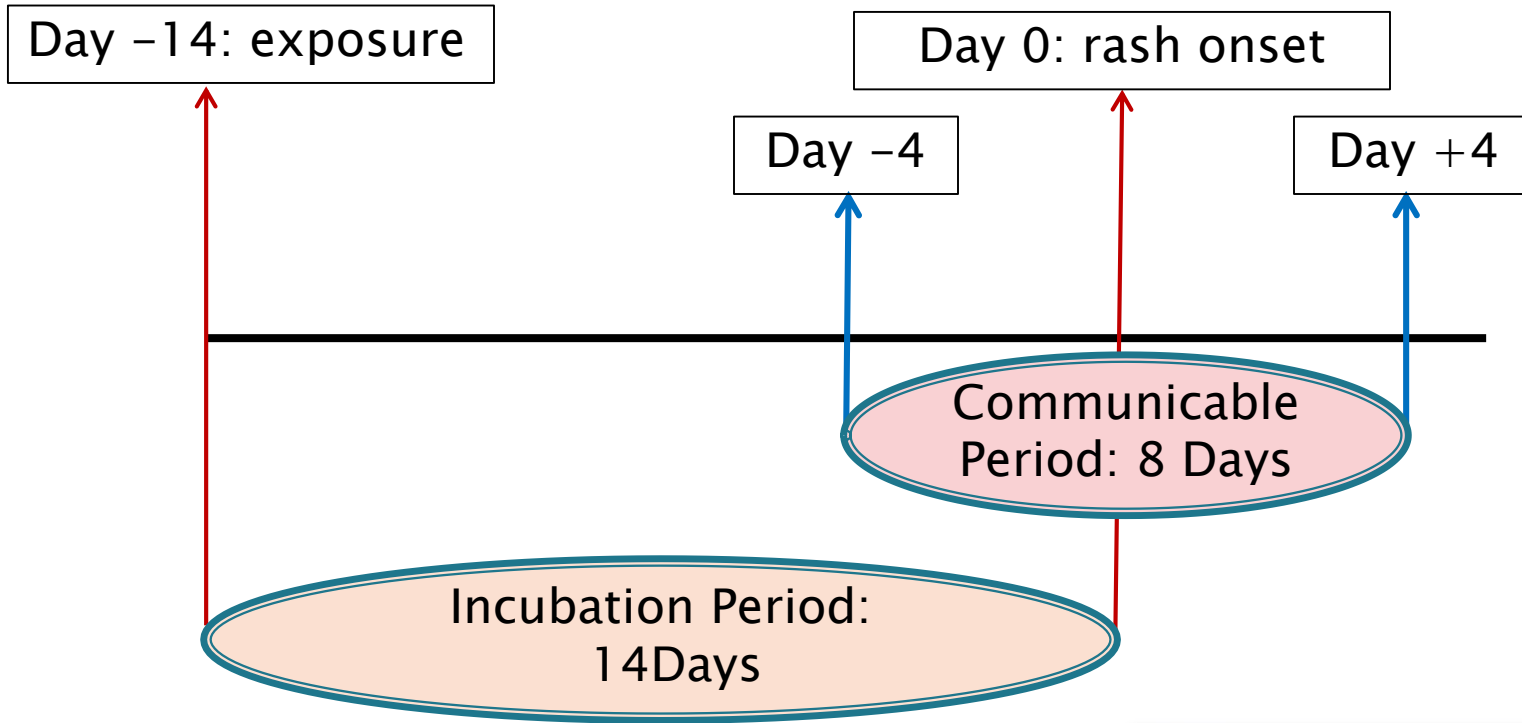 Day –14: exposure
Day 0: rash onset
Day –4
Day +4
Communicable
Period: 8 Days
Incubation Period:
14Days